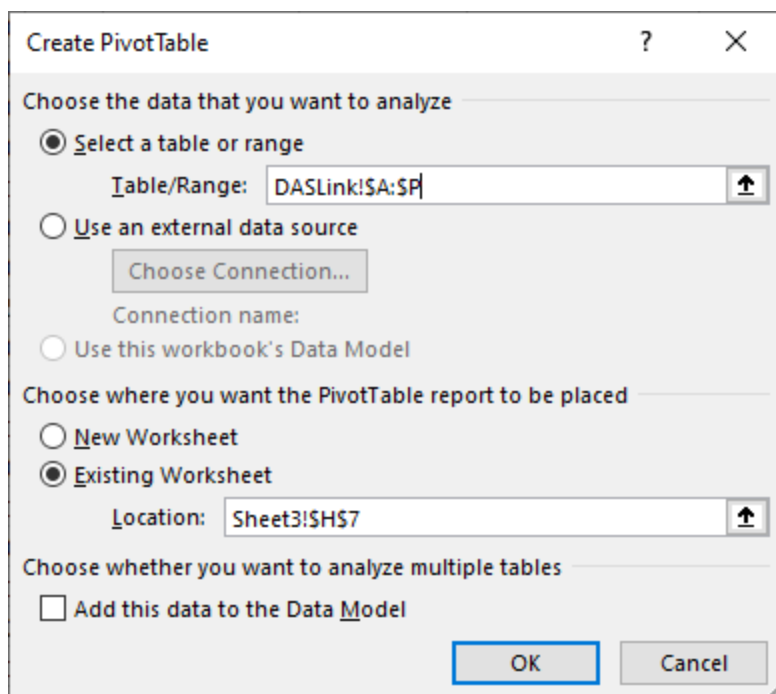 Create PivotTable ? ×
Choose the data that you want to analyze
Select a table or range
Table/Range: DASLink!$A:$P
Use an external data source
Choose Connection...
Connection name:
Use this workbook's Data Model
Choose where you want the PivotTable report to be placed
New Worksheet
Existing Worksheet
Location: Sheet3!$H$7
Choose whether you want to analyze multiple tables
Add this data to the Data Model
OK Cancel